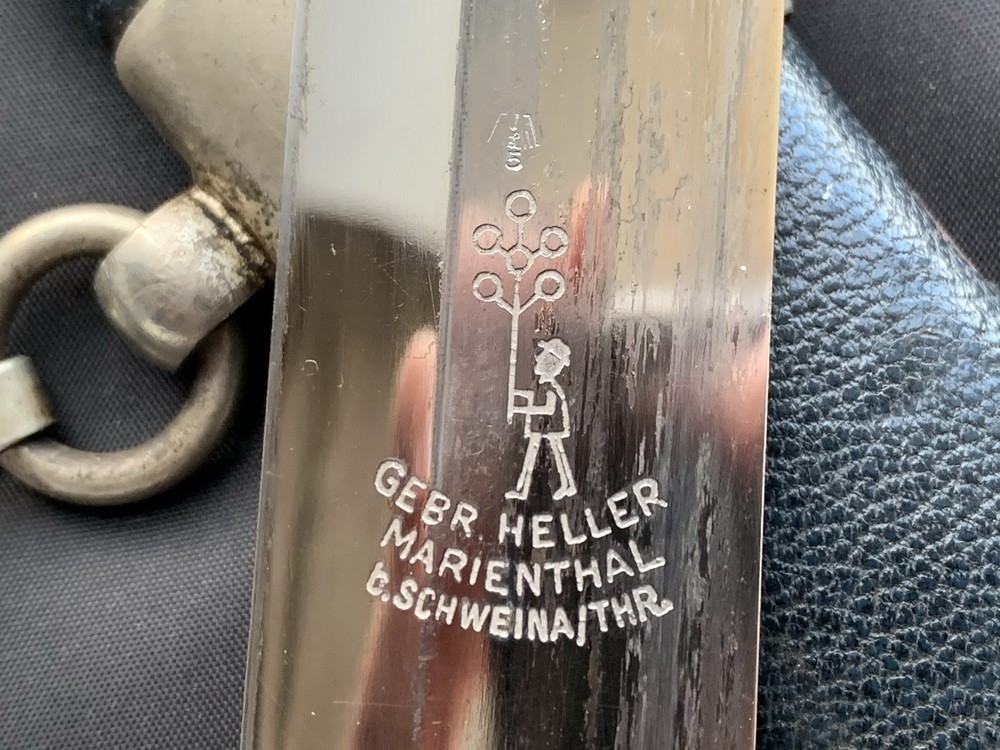 GEBR. HELLER
MARIENTHAL
b.SCHWEINA/THR.